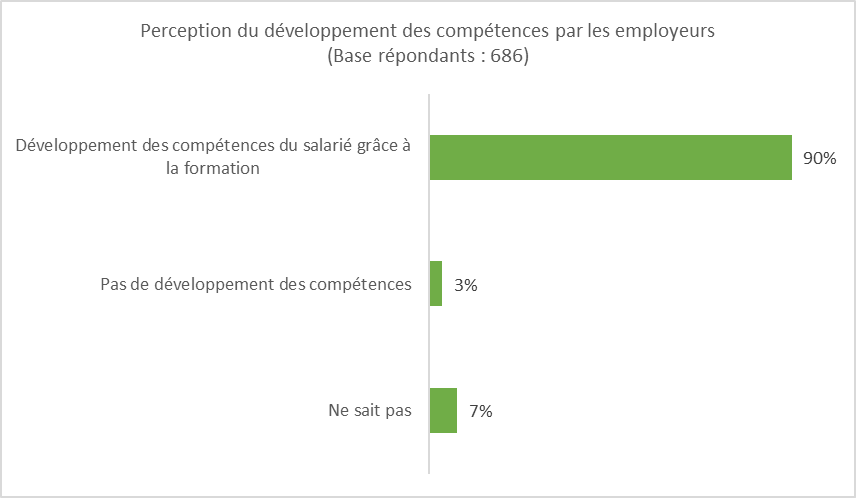 Perception du développement des compétences par les employeurs
(Base répondants : 686)
Développement des compétences du salarié grâce à
la formation
90%
Pas de développement des compétences
3%
Ne sait pas
7%